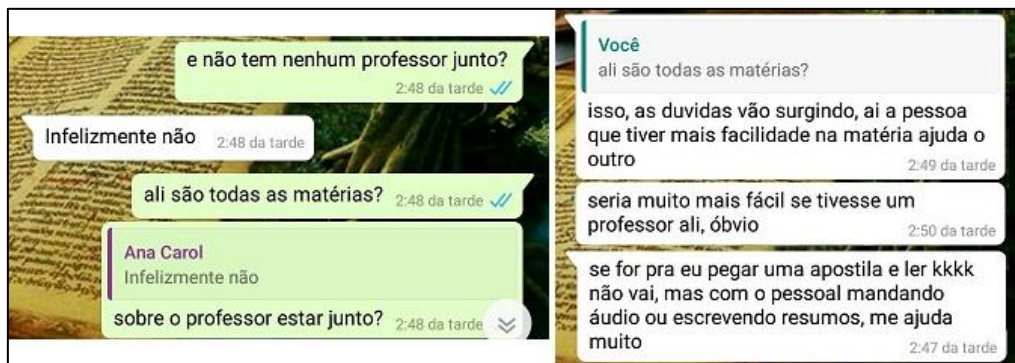 e não tem nenhum professor junto?
2:48 da tarde
Infelizmente não 2:48 da tarde
ali são todas as matérias? 2:48 da tarde
Ana Carol
Infelizmente não
sobre o professor estar junto? 2:48 da tarde
Você
ali são todas as matérias?
isso, as duvidas vão surgindo, ai a pessoa
que tiver mais facilidade na matéria ajuda o
outro
2:49 da tarde
seria muito mais fácil se tivesse um
professor ali, óbvio 2:50 da tarde
se for pra eu pegar uma apostila e ler kkkk
não vai, mas com o pessoal mandando
áudio ou escrevendo resumos, me ajuda
muito
2:47 da tarde